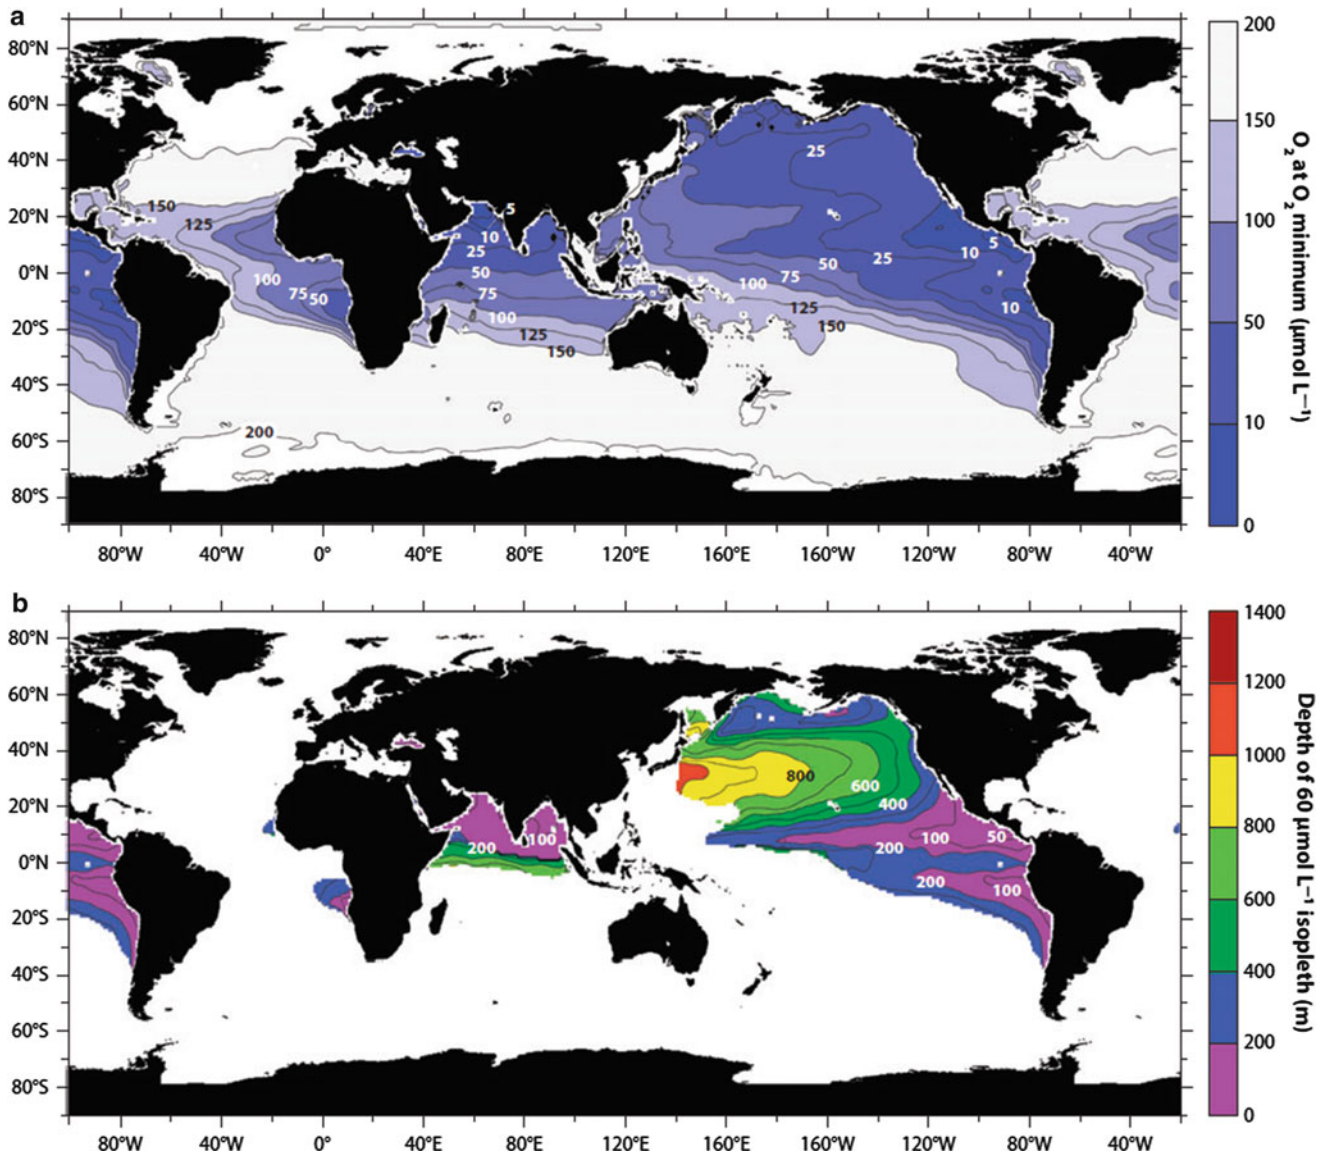 a
80°N
60°N
40°N
20°N
0°N
20°S
40°S
60°S
80°S
80°W 40°W 0° 40°E 80°E 120°E 160°E 160°W 120°W 80°W 40°W
150
125
100
75 50
200
5
10
25
50
75
100
125
150
25
100 75 50 25 10 5
125
150
10
200
150
100
50
10
0
O₂ at O₂ minimum (μmol L⁻¹)
b
80°N
60°N
40°N
20°N
0°N
20°S
40°S
60°S
80°S
80°W 40°W 0° 40°E 80°E 120°E 160°E 160°W 120°W 80°W 40°W
200
100
800
600
400
100 50
200
200 100
1400
1200
1000
800
600
400
200
0
Depth of 60 μmol L⁻¹ isopleth (m)